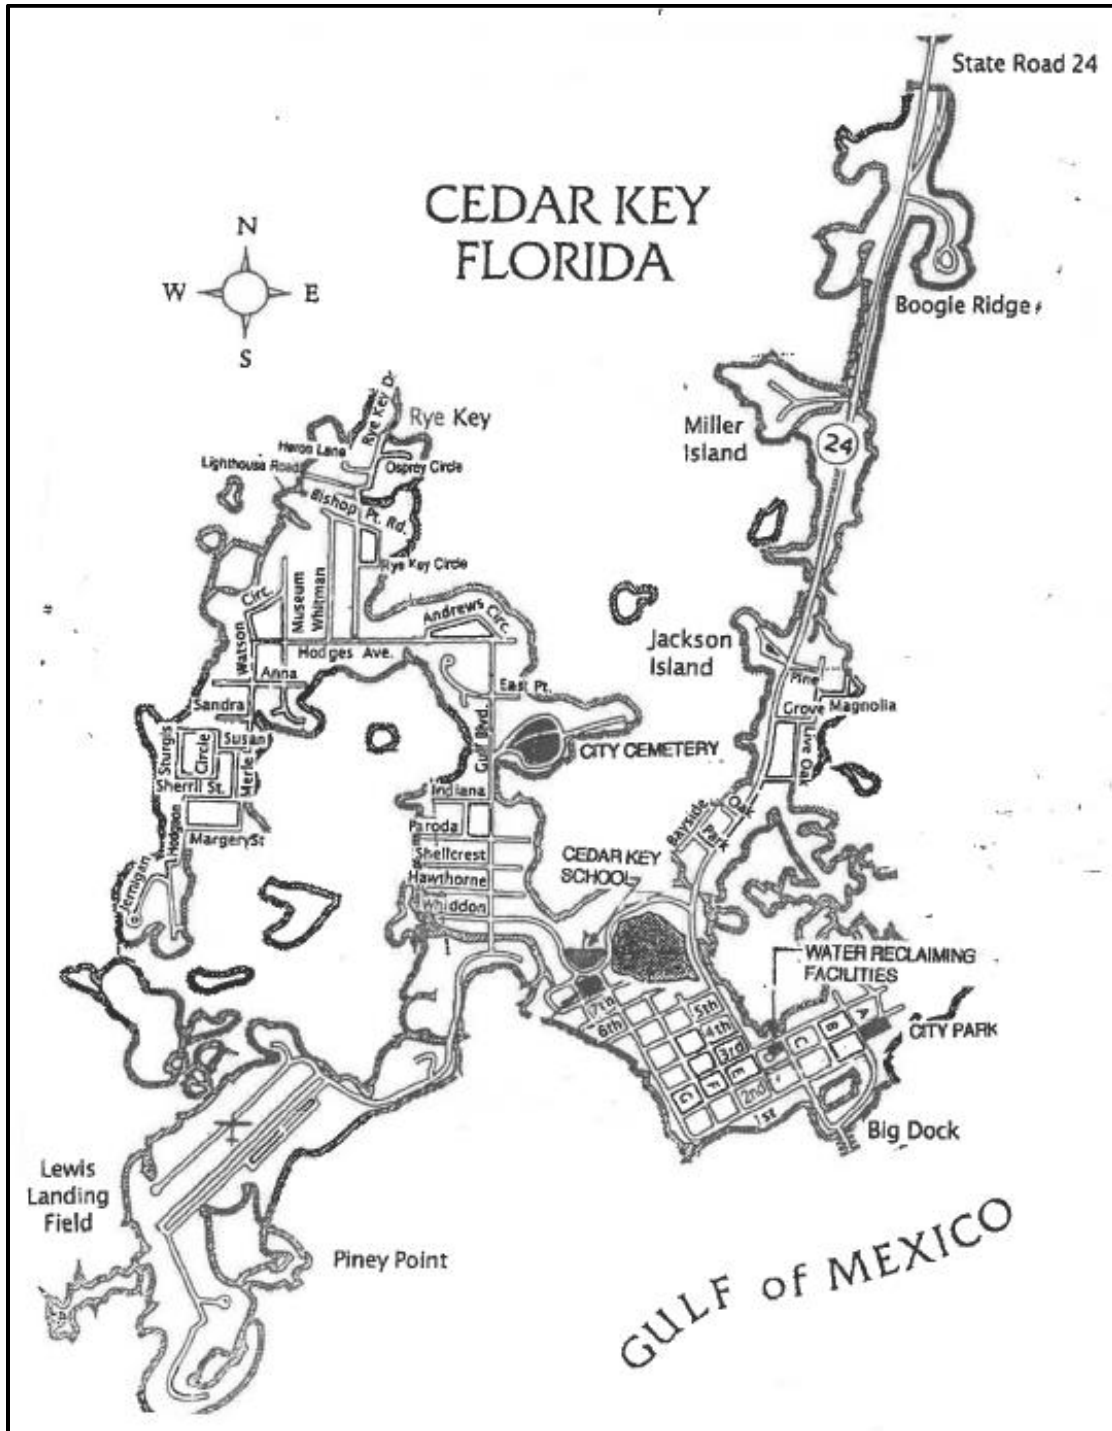 State Road 24
CEDAR KEY
FLORIDA
N
W
E
S
Boogie Ridge
Rye Key D
Rye Key
Heron Lane
Osprey Circle
Lighthouse Road
Bishop Pt. Rd.
Miller
Island
24
Rye Key Circle
Circ.
Museum
Whitman
Andrews Circ.
Watson
Hodges Ave.
Jackson
Island
Anna
East Pt.
Pine
Sandra
Grove
Magnolia
Gulf Blvd.
Sturgis
Circle
Susan
CITY CEMETERY
Live Oak
Sherril St.
Merle
Indiana
Oak
Bayside
Park
Hodgson
Margery St
Paroda
Shellcrest
CEDAR KEY
SCHOOL
Hawthorne
Jernigan
Whiddon
WATER RECLAIMING
FACILITIES
7th
6th
5th
4th
3rd
2nd
1st
A
B
C
E
F
G
CITY PARK
Big Dock
Lewis
Landing
Field
Piney Point
GULF of MEXICO